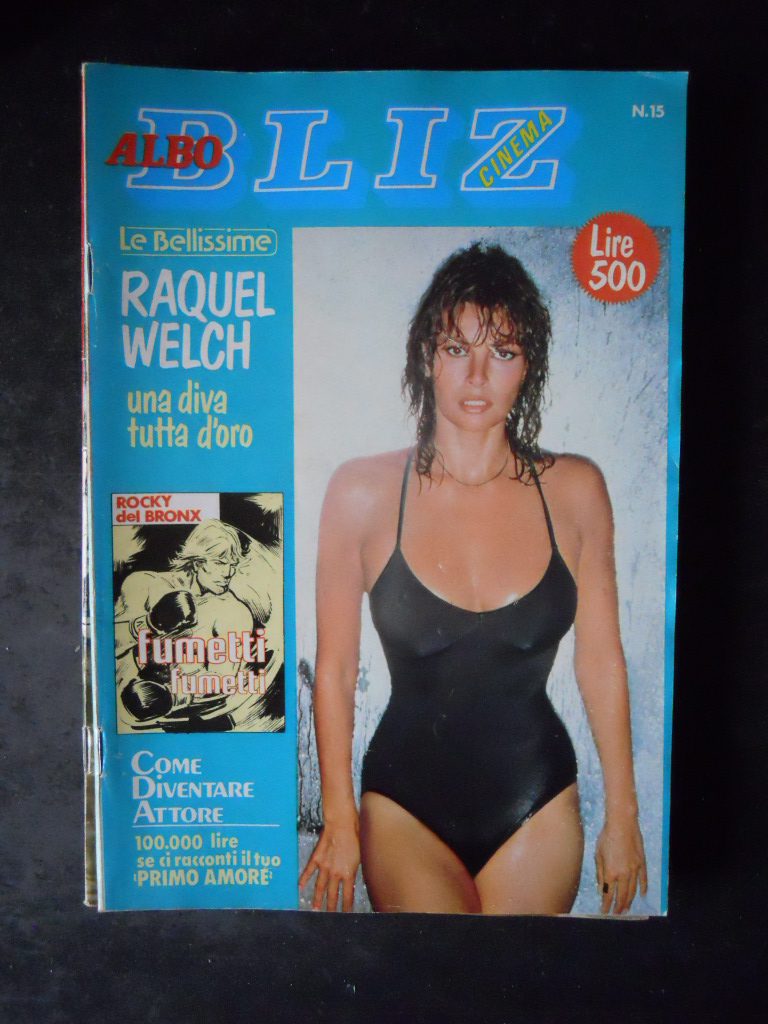 N.15
ALBO BLIZ CINEMA
Le Bellissime
Lire
500
RAQUEL
WELCH
una diva
tutta d'oro
ROCKY
del BRONX
fumetti
fumetti
COME
DIVENTARE
ATTORE
100.000 lire
se ci racconti il tuo
'PRIMO AMORE'